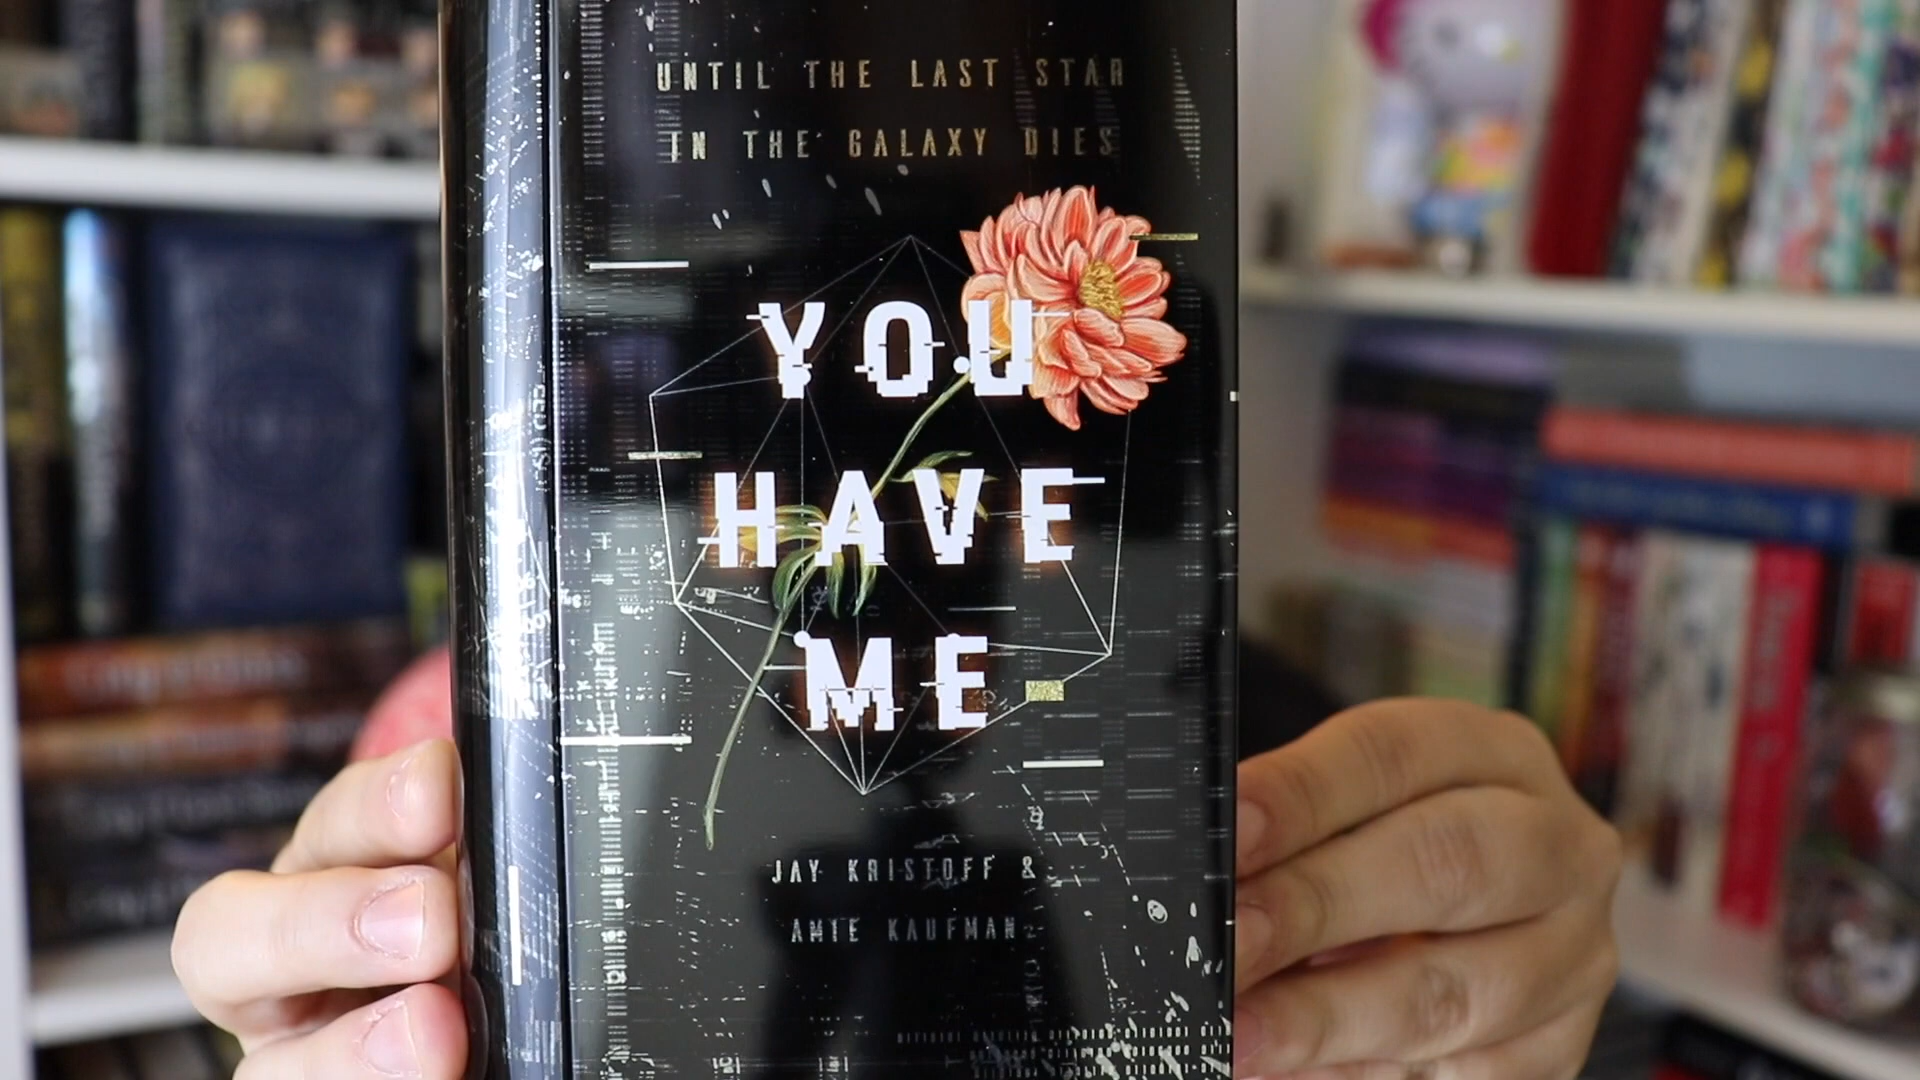 UNTIL THE LAST STAR
IN THE GALAXY DIES
YOU
HAVE
ME
JAY KRISTOFF &
AMIE KAUFMAN